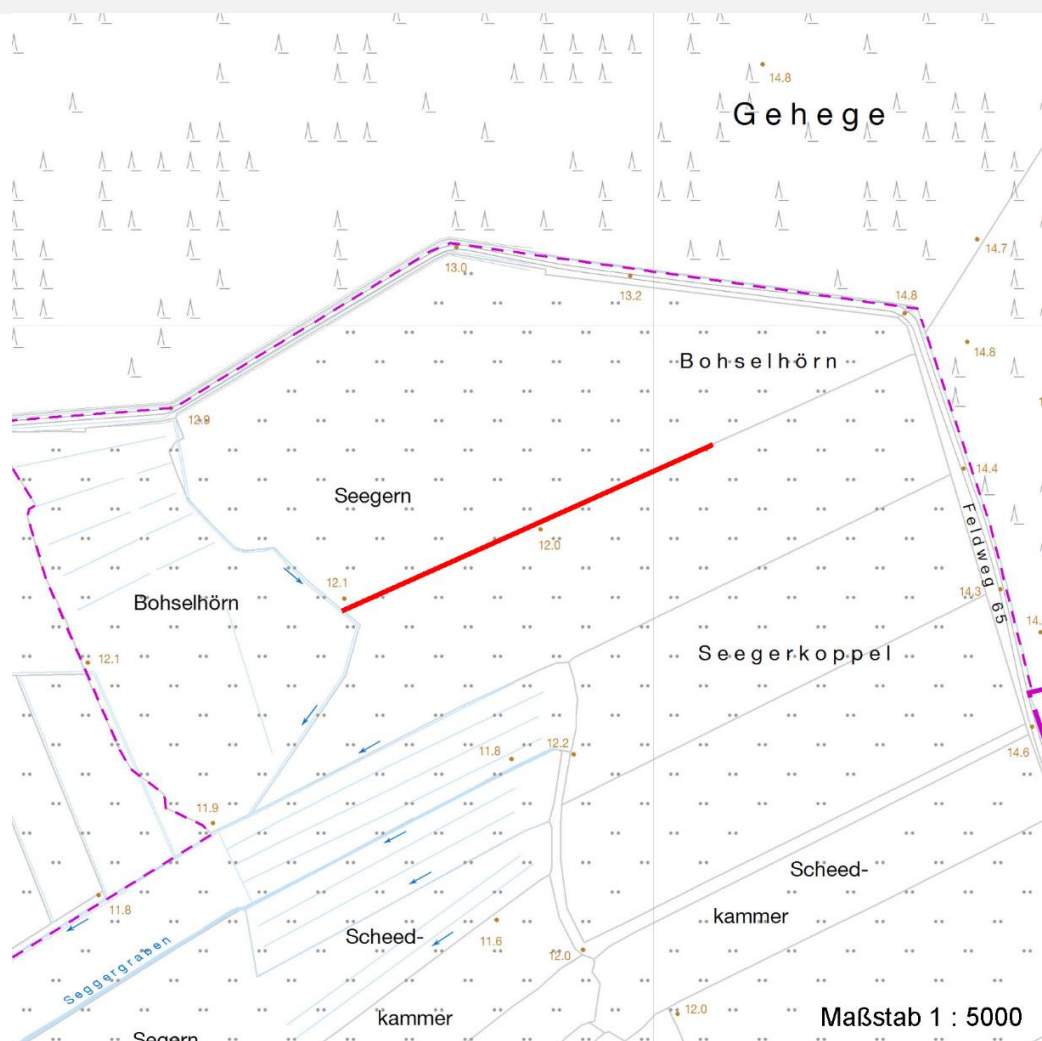 14.8
Gehege
14.7
13.0
13.2
14.8
14.8
Bohselhörn
12.9
14.4
Seegern
Feldweg 65
12.0
12.1
14.3
Bohselhörn
Seegerkoppel
12.1
12.2
11.8
14.6
11.9
Scheed-
kammer
11.8
Scheed-
11.6
12.0
Seggergraben
12.0
kammer
Maßstab 1 : 5000
Segern